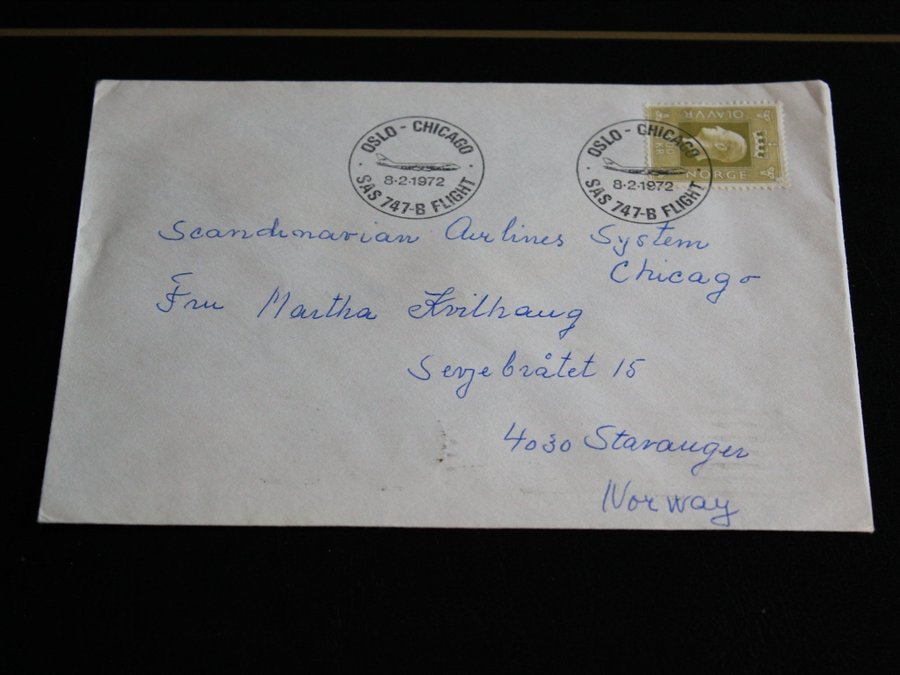 OSLO - CHICAGO
8·2·1972
SAS 747-B FLIGHT
OSLO - CHICAGO
8·2·1972
SAS 747-B FLIGHT
OLAV V R
NORGE
Scandinavian Airlines System
Chicago
Fru Martha Kvilhaug
15
4030 Stavanger
Norway